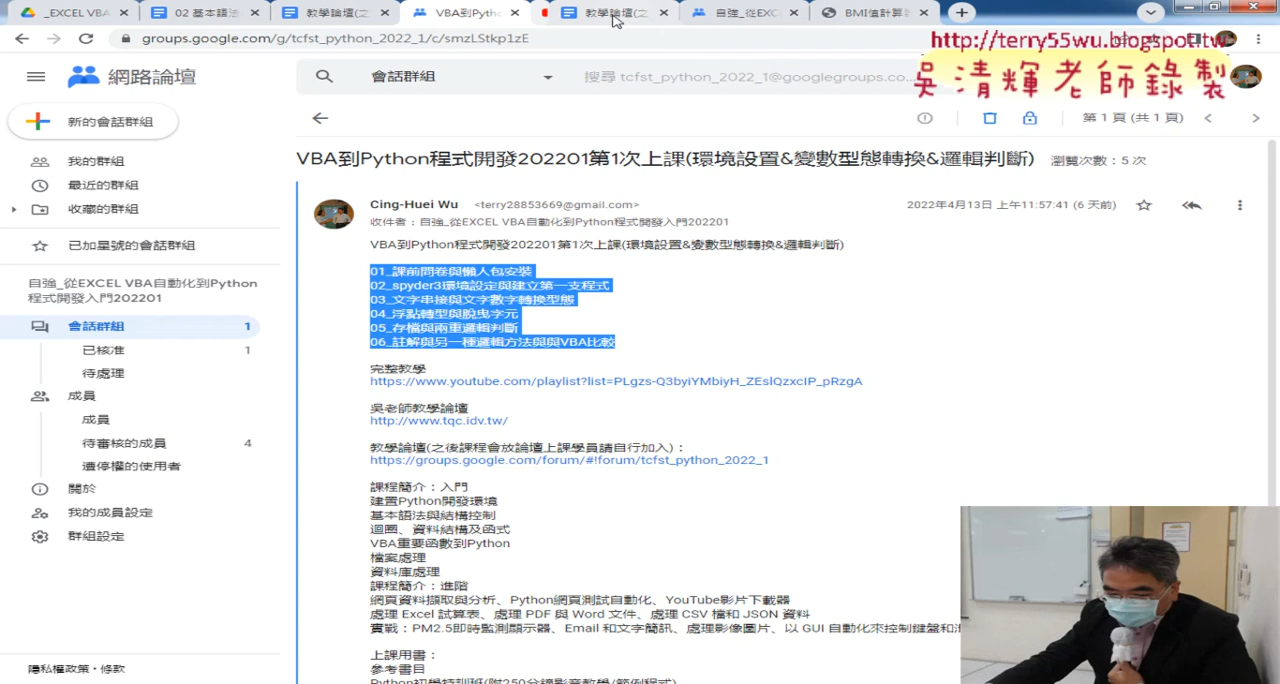 _EXCEL VBA
02 基本語法
教學論壇(之
VBA到Pytho
教學論壇(之
自強_從EXC
BMI值計算
groups.google.com/g/tcfst_python_2022_1/c/smzLStkp1zE
http://terry55wu.blogspot.tw
吳清輝老師錄製
網路論壇
會話群組
搜尋 tcfst_python_2022_1@googlegroups.co...
新的會話群組
第 1 頁 (共 1 頁)
我的群組
最近的群組
收藏的群組
已加星號的會話群組
自強_從EXCEL VBA自動化到Python
程式開發入門202201
會話群組 1
已核准 1
待處理
成員
成員
待審核的成員 4
遭停權的使用者
關於
我的成員設定
群組設定
隱私權政策・條款
VBA到Python程式開發202201第1次上課(環境設置&變數型態轉換&邏輯判斷) 瀏覽次數：5 次
Cing-Huei Wu <terry28853669@gmail.com>
2022年4月13日 上午11:57:41 (6 天前)
收件者：自強_從EXCEL VBA自動化到Python程式開發入門202201
VBA到Python程式開發202201第1次上課(環境設置&變數型態轉換&邏輯判斷)
01_課前問卷與懶人包安裝
02_spyder3環境設定與建立第一支程式
03_文字串接與文字數字轉換型態
04_浮點轉型與脫曳字元
05_存檔與兩重邏輯判斷
06_註解與另一種邏輯方法與與VBA比較
完整教學
https://www.youtube.com/playlist?list=PLgzs-Q3byiYMbiyH_ZEslQzxcIP_pRzgA
吳老師教學論壇
http://www.tqc.idv.tw/
教學論壇(之後課程會放論壇上課學員請自行加入)：
https://groups.google.com/forum/#!forum/tcfst_python_2022_1
課程簡介：入門
建置Python開發環境
基本語法與結構控制
迴圈、資料結構及函式
VBA重要函數到Python
檔案處理
資料庫處理
課程簡介：進階
網頁資料擷取與分析、Python網頁測試自動化、YouTube影片下載器
處理 Excel 試算表、處理 PDF 與 Word 文件、處理 CSV 檔和 JSON 資料
實戰：PM2.5即時監測顯示器、Email 和文字簡訊、處理影像圖片、以 GUI 自動化來控制鍵盤和滑
上課用書：
參考書目
Python初學特訓班(附250分鐘影音教學/範例程式)